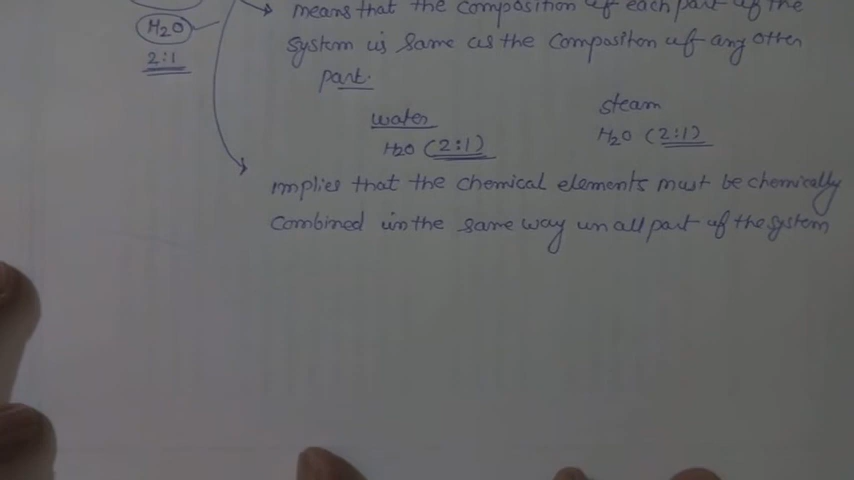 means that the composition of each part of the
H2O
system is same as the composition of any other
2:1
part.
water
steam
H2O (2:1)
H2O (2:1)
implies that the chemical elements must be chemically
combined in the same way in all part of the system